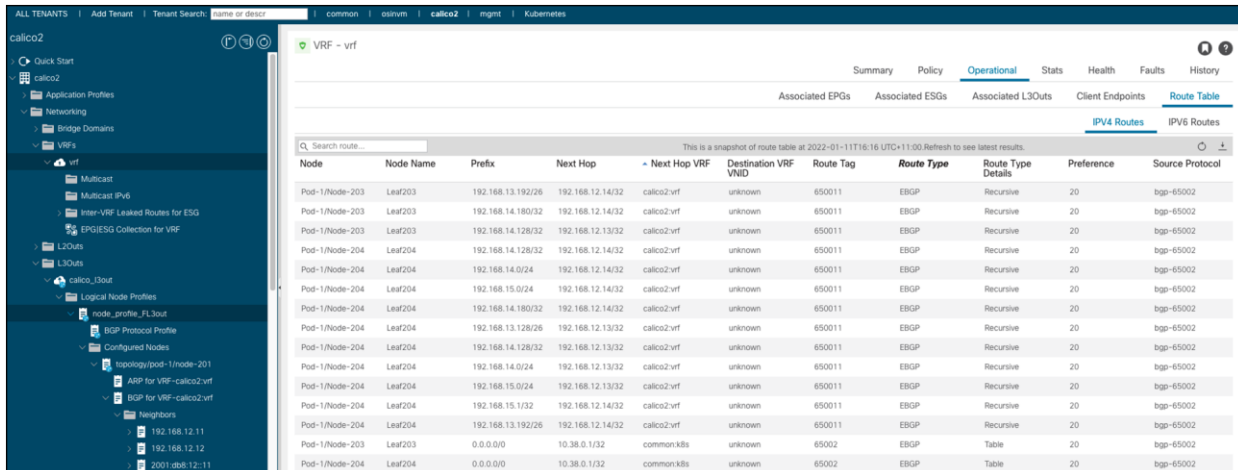 ALL TENANTS | Add Tenant | Tenant Search: name or descr | common | osinvm | calico2 | mgmt | Kubernetes
calico2
Quick Start
calico2
Application Profiles
Networking
Bridge Domains
VRFs
vrf
Multicast
Multicast IPv6
Inter-VRF Leaked Routes for ESG
EPG|ESG Collection for VRF
L2Outs
L3Outs
calico_l3out
Logical Node Profiles
node_profile_FL3out
BGP Protocol Profile
Configured Nodes
topology/pod-1/node-201
ARP for VRF-calico2:vrf
BGP for VRF-calico2:vrf
Neighbors
192.168.12.11
192.168.12.12
2001:db8:12::11
VRF - vrf
Summary Policy Operational Stats Health Faults History
Associated EPGs Associated ESGs Associated L3Outs Client Endpoints Route Table
IPV4 Routes IPV6 Routes
Search route... This is a snapshot of route table at 2022-01-11T16:16 UTC+11:00.Refresh to see latest results.
Node Node Name Prefix Next Hop Next Hop VRF Destination VRF VNID Route Tag Route Type Route Type Details Preference Source Protocol
Pod-1/Node-203 Leaf203 192.168.13.192/26 192.168.12.14/32 calico2:vrf unknown 650011 EBGP Recursive 20 bgp-65002
Pod-1/Node-203 Leaf203 192.168.14.180/32 192.168.12.14/32 calico2:vrf unknown 650011 EBGP Recursive 20 bgp-65002
Pod-1/Node-203 Leaf203 192.168.14.128/32 192.168.12.13/32 calico2:vrf unknown 650011 EBGP Recursive 20 bgp-65002
Pod-1/Node-204 Leaf204 192.168.14.128/32 192.168.12.14/32 calico2:vrf unknown 650011 EBGP Recursive 20 bgp-65002
Pod-1/Node-204 Leaf204 192.168.14.0/24 192.168.12.14/32 calico2:vrf unknown 650011 EBGP Recursive 20 bgp-65002
Pod-1/Node-204 Leaf204 192.168.15.0/24 192.168.12.14/32 calico2:vrf unknown 650011 EBGP Recursive 20 bgp-65002
Pod-1/Node-204 Leaf204 192.168.14.180/32 192.168.12.14/32 calico2:vrf unknown 650011 EBGP Recursive 20 bgp-65002
Pod-1/Node-204 Leaf204 192.168.13.128/26 192.168.12.13/32 calico2:vrf unknown 650011 EBGP Recursive 20 bgp-65002
Pod-1/Node-204 Leaf204 192.168.14.128/32 192.168.12.13/32 calico2:vrf unknown 650011 EBGP Recursive 20 bgp-65002
Pod-1/Node-204 Leaf204 192.168.14.0/24 192.168.12.13/32 calico2:vrf unknown 650011 EBGP Recursive 20 bgp-65002
Pod-1/Node-204 Leaf204 192.168.15.0/24 192.168.12.13/32 calico2:vrf unknown 650011 EBGP Recursive 20 bgp-65002
Pod-1/Node-204 Leaf204 192.168.15.1/32 192.168.12.14/32 calico2:vrf unknown 650011 EBGP Recursive 20 bgp-65002
Pod-1/Node-204 Leaf204 192.168.13.192/26 192.168.12.14/32 calico2:vrf unknown 650011 EBGP Recursive 20 bgp-65002
Pod-1/Node-203 Leaf203 0.0.0.0/0 10.38.0.1/32 common:k8s unknown 65002 EBGP Table 20 bgp-65002
Pod-1/Node-204 Leaf204 0.0.0.0/0 10.38.0.1/32 common:k8s unknown 65002 EBGP Table 20 bgp-65002